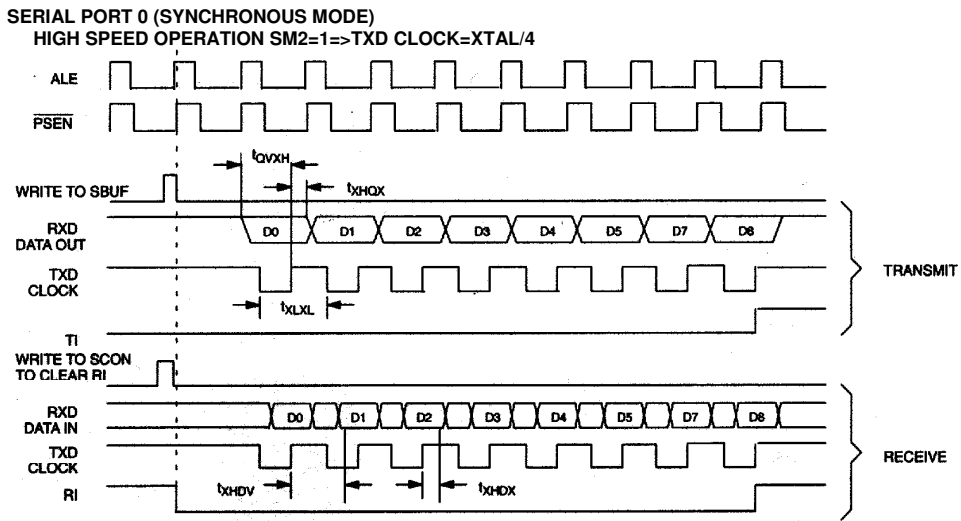 SERIAL PORT 0 (SYNCHRONOUS MODE)
HIGH SPEED OPERATION SM2=1=>TXD CLOCK=XTAL/4
ALE
PSEN
tQVXH
WRITE TO SBUF
tXHQX
RXD
DATA OUT
D0 D1 D2 D3 D4 D5 D7 D8
TXD
CLOCK
TRANSMIT
tXLXL
TI
WRITE TO SCON
TO CLEAR RI
RXD
DATA IN
D0 D1 D2 D3 D4 D5 D7 D8
TXD
CLOCK
RECEIVE
tXHDV
tXHDX
RI